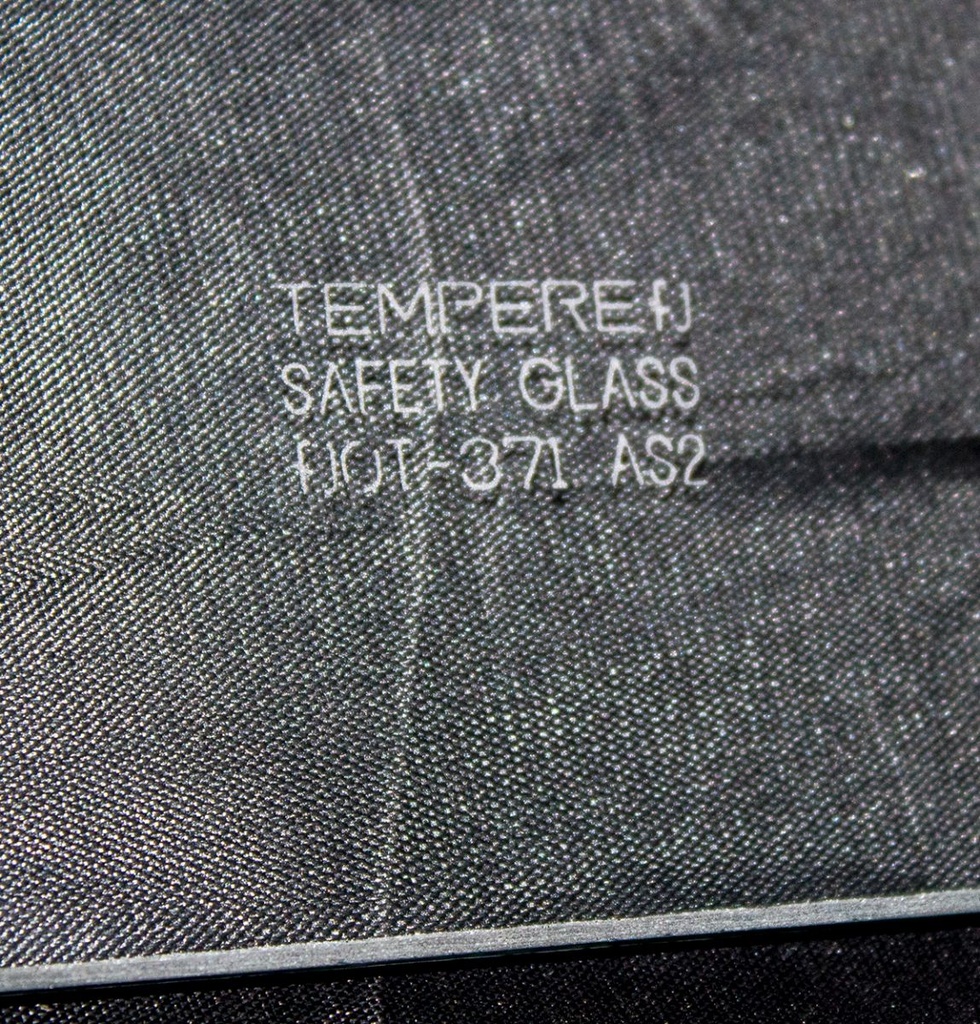 TEMPERED
SAFETY GLASS
DOT-371 AS2